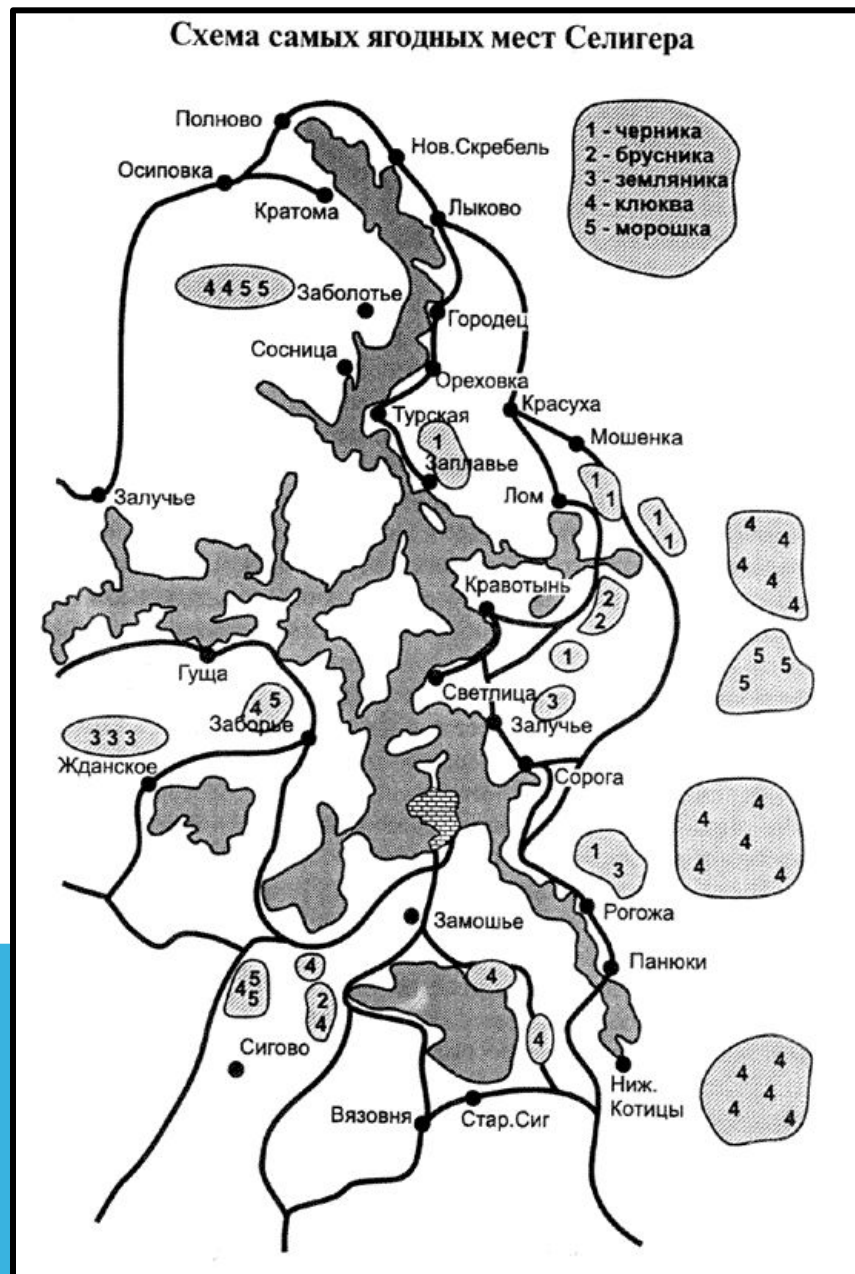 Схема самых ягодных мест Селигера
1 - черника
2 - брусника
3 - земляника
4 - клюква
5 - морошка
Полново
Нов.Скребель
Осиповка
Кратома
Лыково
4 4 5 5
Заболотье
Городец
Сосница
Ореховка
Турская
Красуха
Мошенка
1
Заплавье
Залучье
Лом
1
1
1
1
4
4
4
4
4
Кравотынь
2
2
1
5
5
5
Гуща
Светлица
4 5
3
Заборье
Залучье
3 3 3
Жданское
Сорога
4
4
4
4
4
1
3
Рогожа
Замошье
Панюки
4
4
5
4
5
2
4
4
Сигово
Ниж.
Котицы
4
4
4
4
4
Вязовня
Стар.Сиг